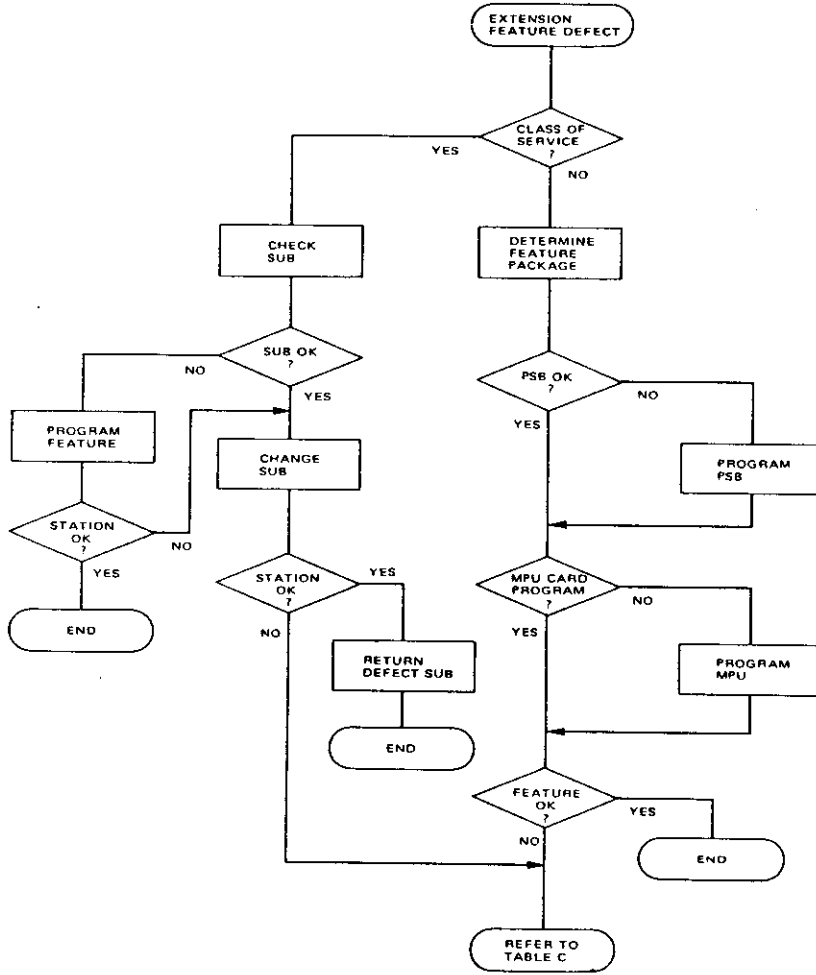 EXTENSION
FEATURE DEFECT
CLASS OF
SERVICE
?
YES
NO
CHECK
SUB
DETERMINE
FEATURE
PACKAGE
SUB OK
?
NO
YES
PSB OK
?
NO
YES
PROGRAM
FEATURE
CHANGE
SUB
PROGRAM
PSB
STATION
OK
?
NO
YES
STATION
OK
?
YES
NO
MPU CARD
PROGRAM
?
NO
YES
END
RETURN
DEFECT SUB
PROGRAM
MPU
END
FEATURE
OK
?
YES
NO
END
REFER TO
TABLE C